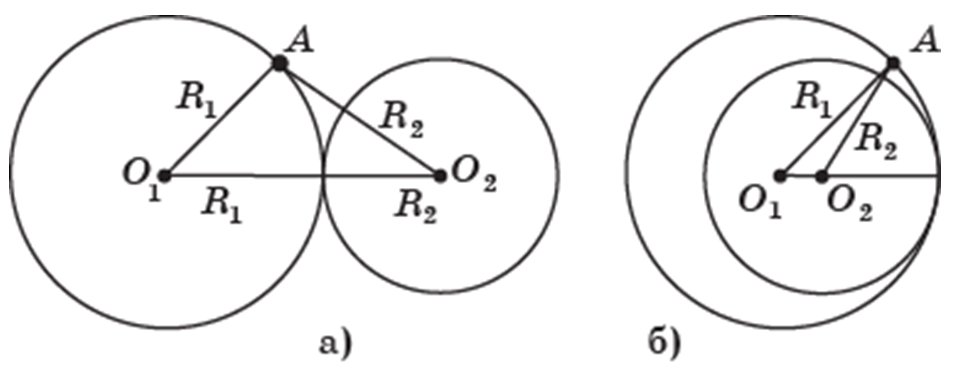 A
R₁
R₂
O₁
O₂
R₁
R₂
а)
A
R₁
R₂
O₁
O₂
б)